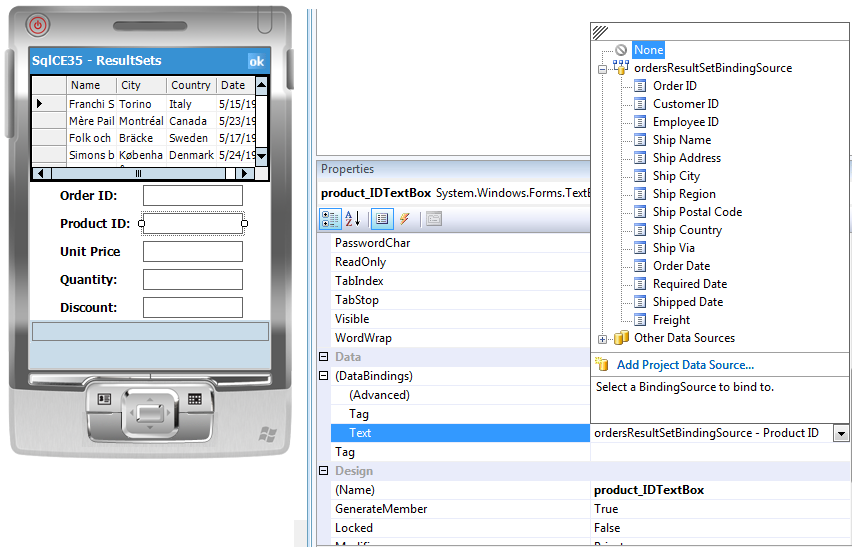 SqlCE35 - ResultSets ok
Name City Country Date
Franchi S Torino Italy 5/15/19
Mère Pail Montréal Canada 5/23/19
Folk och Bräcke Sweden 5/17/19
Simons b Københa Denmark 5/24/19
Order ID:
Product ID:
Unit Price
Quantity:
Discount:
None
ordersResultSetBindingSource
Order ID
Customer ID
Employee ID
Ship Name
Ship Address
Ship City
Ship Region
Ship Postal Code
Ship Country
Ship Via
Order Date
Required Date
Shipped Date
Freight
Other Data Sources
Add Project Data Source...
Select a BindingSource to bind to.
Properties
product_IDTextBox System.Windows.Forms.TextB
PasswordChar
ReadOnly
TabIndex
TabStop
Visible
WordWrap
Data
(DataBindings)
(Advanced)
Tag
Text ordersResultSetBindingSource - Product ID
Tag
Design
(Name) product_IDTextBox
GenerateMember True
Locked False